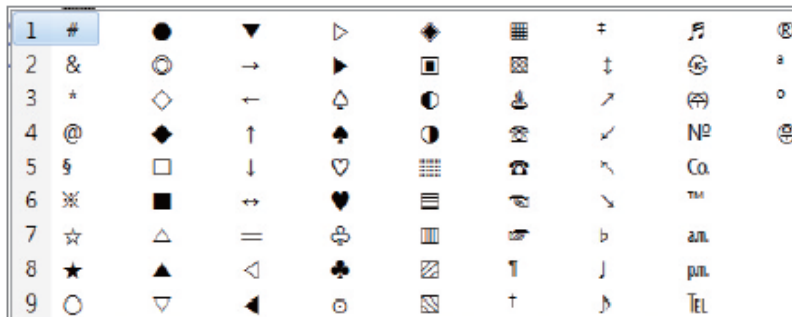 1 # ● ▼ ▷ ◈ ▦ ‡ ♬ ®
2 & ◎ → ▶ ▣ ▩ ↕ ㉿ ª
3 * ◇ ← ♤ ◐ ♨ ↗ ㈜ º
4 @ ◆ ↑ ♠ ◑ ☏ ↙ № ㉾
5 § □ ↓ ♡ ▒ ☎ ↖ ㏇
6 ※ ■ ↔ ♥ ▤ ☜ ↘ ™
7 ☆ △ 〓 ♧ ▥ ☞ ♭ ㏂
8 ★ ▲ ◁ ♣ ▨ ¶ ♩ ㏘
9 ○ ▽ ◀ ⊙ ▧ † ♪ ℡